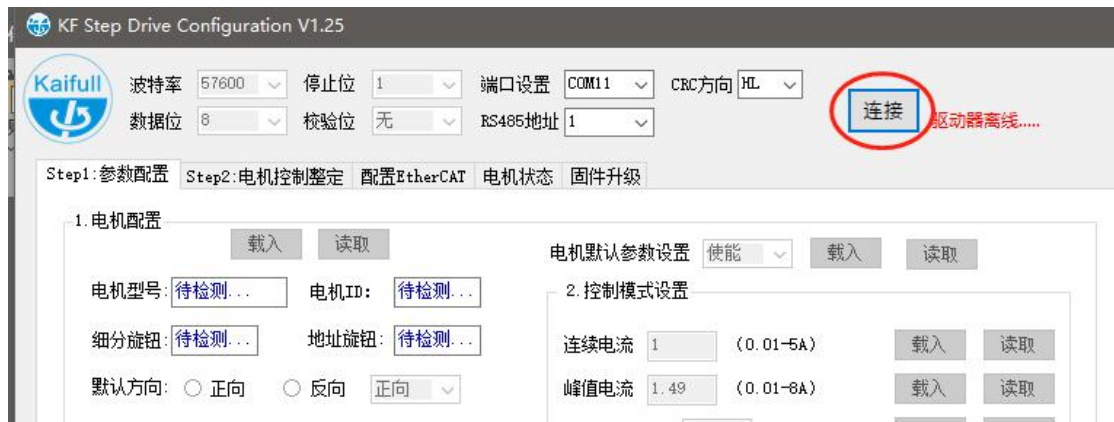 KF Step Drive Configuration V1.25
Kaifull
波特率 57600 停止位 1 端口设置 COM11 CRC方向 HL
连接
数据位 8 校验位 无 RS485地址 1
驱动器离线.....
Step1:参数配置 Step2:电机控制整定 配置EtherCAT 电机状态 固件升级
1.电机配置
载入 读取
电机默认参数设置 使能 载入 读取
电机型号: 待检测... 电机ID: 待检测...
2.控制模式设置
细分旋钮: 待检测... 地址旋钮: 待检测...
连续电流 1 (0.01-5A) 载入 读取
默认方向: 正向 反向 正向
峰值电流 1.49 (0.01-8A) 载入 读取